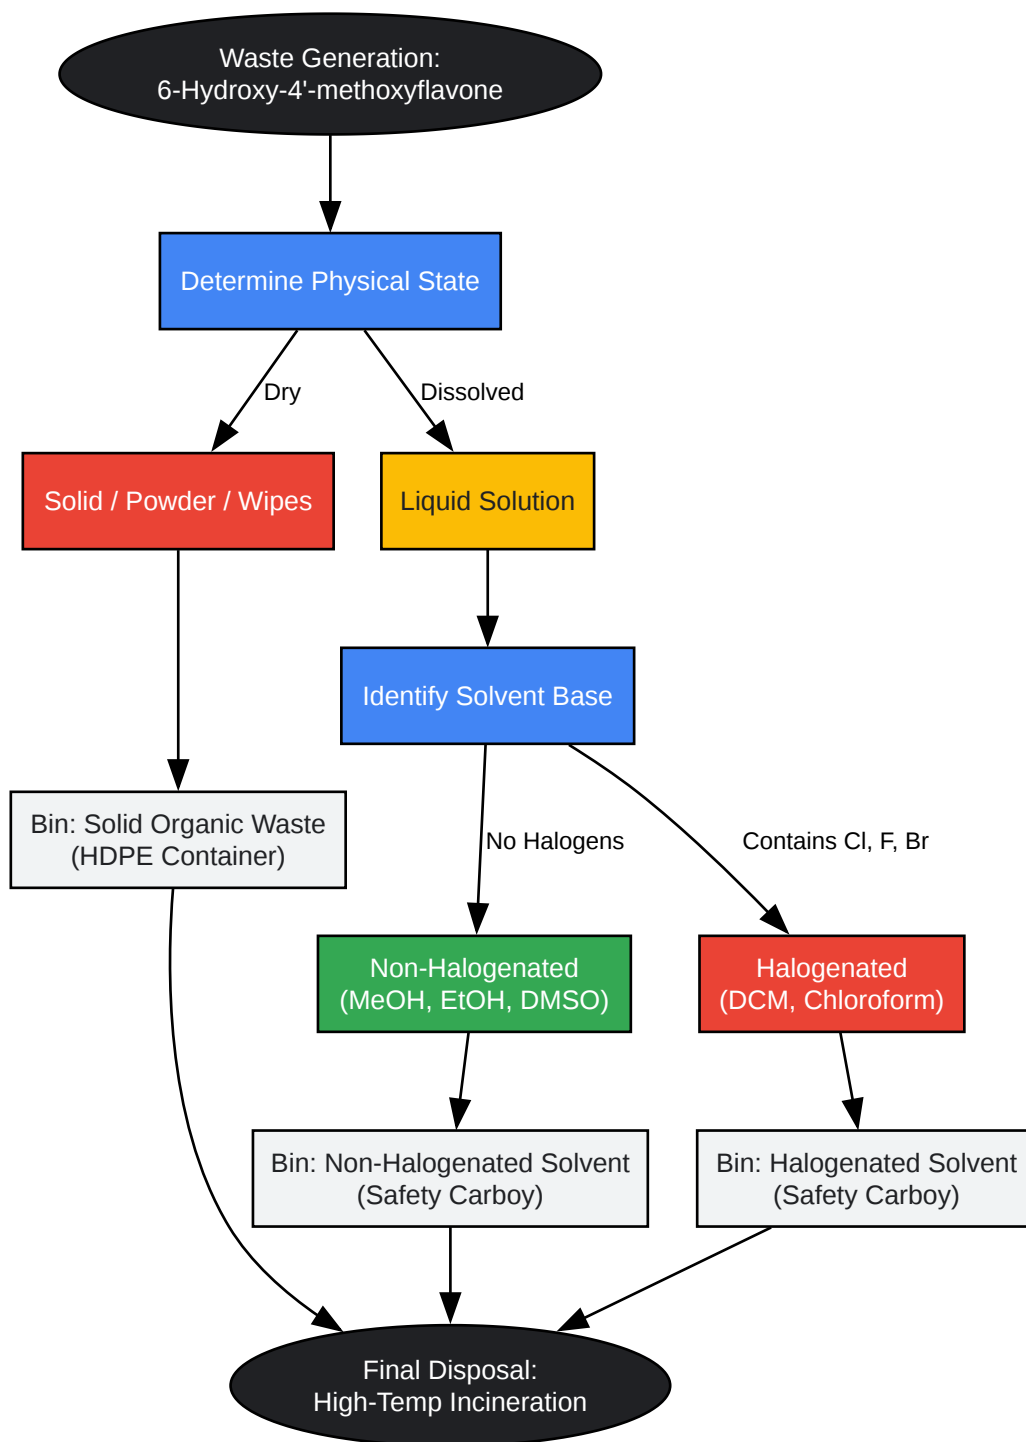 Waste Generation:
6-Hydroxy-4'-methoxyflavone
Determine Physical State
Dry
Dissolved
Solid / Powder / Wipes
Liquid Solution
Identify Solvent Base
Bin: Solid Organic Waste
(HDPE Container)
No Halogens
Contains Cl, F, Br
Non-Halogenated
(MeOH, EtOH, DMSO)
Halogenated
(DCM, Chloroform)
Bin: Non-Halogenated Solvent
(Safety Carboy)
Bin: Halogenated Solvent
(Safety Carboy)
Final Disposal:
High-Temp Incineration